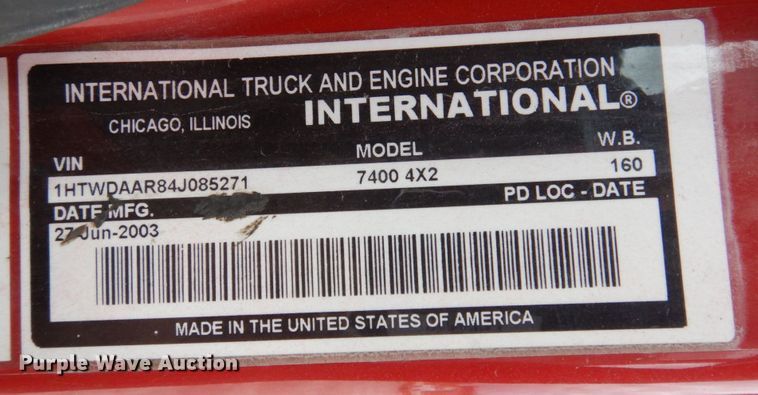 INTERNATIONAL TRUCK AND ENGINE CORPORATION
CHICAGO, ILLINOIS INTERNATIONAL®
VIN MODEL W.B.
1HTWDAAR84J085271 7400 4X2 160
DATE MFG. PD LOC - DATE
27-Jun-2003
MADE IN THE UNITED STATES OF AMERICA
Purple Wave Auction